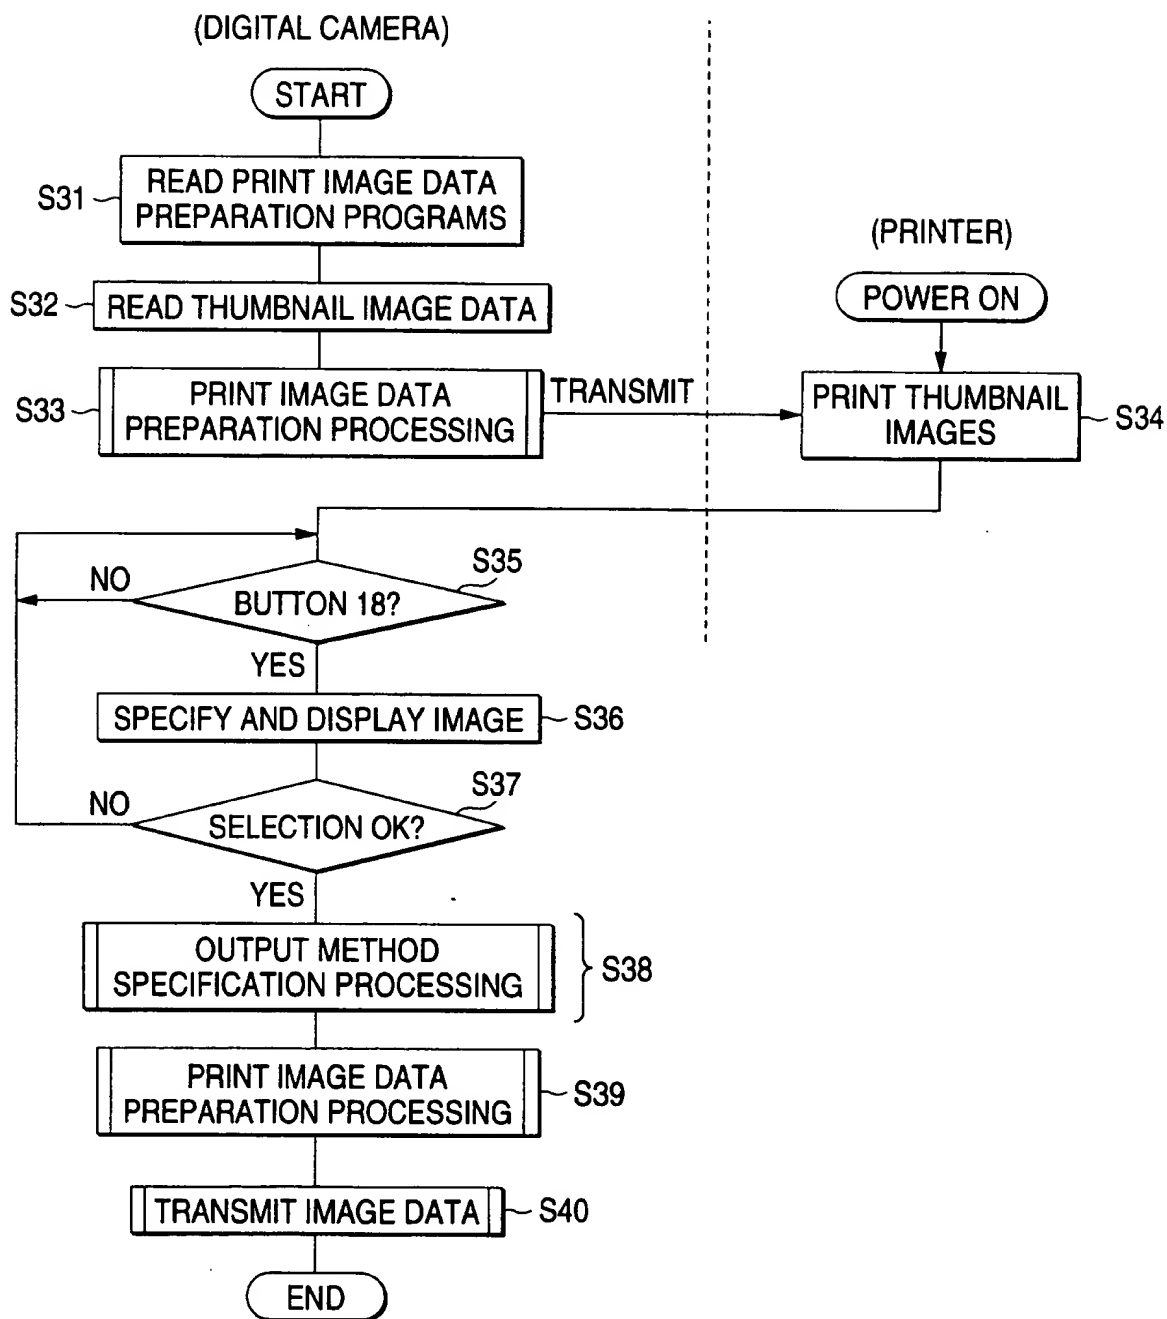 (DIGITAL CAMERA)
START
S31
READ PRINT IMAGE DATA
PREPARATION PROGRAMS
S32
READ THUMBNAIL IMAGE DATA
S33
PRINT IMAGE DATA
PREPARATION PROCESSING
TRANSMIT
(PRINTER)
POWER ON
PRINT THUMBNAIL
IMAGES
S34
S35
NO
BUTTON 18?
YES
SPECIFY AND DISPLAY IMAGE
S36
S37
NO
SELECTION OK?
YES
OUTPUT METHOD
SPECIFICATION PROCESSING
S38
PRINT IMAGE DATA
PREPARATION PROCESSING
S39
TRANSMIT IMAGE DATA
S40
END